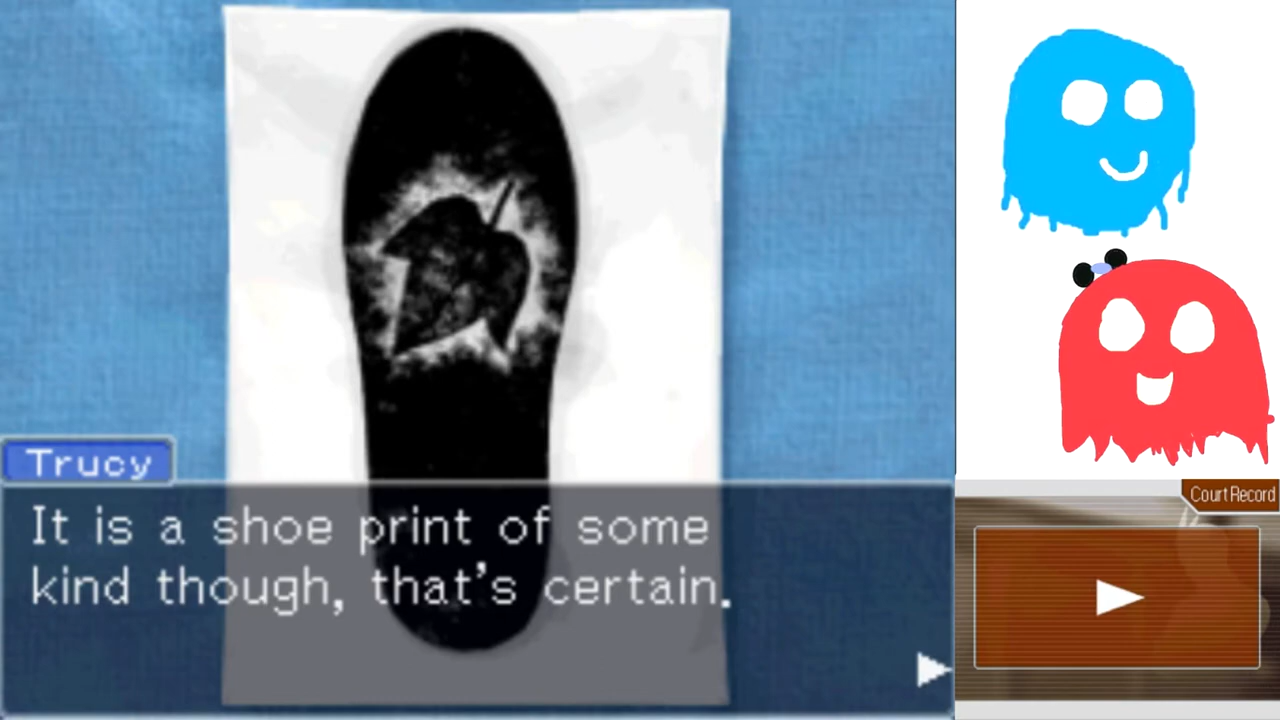 Trucy
It is a shoe print of some
kind though, that's certain.
Court Record